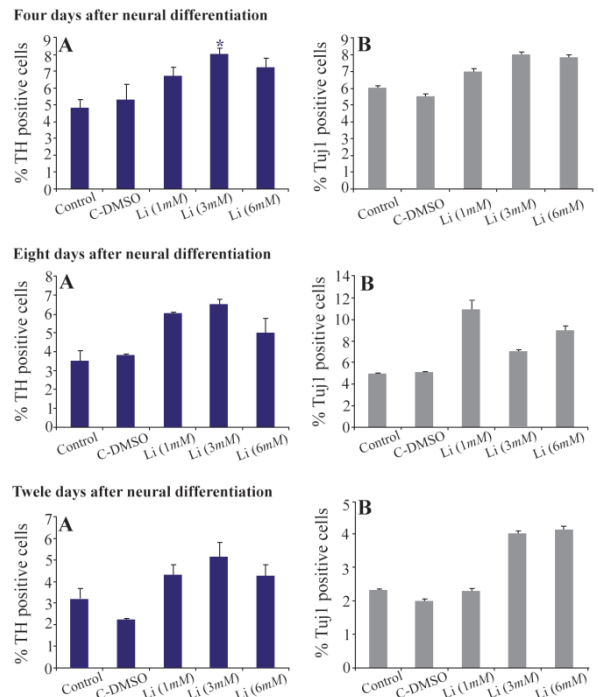 Four days after neural differentiation
A
% TH positive cells
9
8
7
6
5
4
3
2
1
0
*
Control
C-DMSO
Li (1mM)
Li (3mM)
Li (6mM)
B
% Tuj1 positive cells
9
8
7
6
5
4
3
2
1
0
Control
C-DMSO
Li (1mM)
Li (3mM)
Li (6mM)
Eight days after neural differentiation
A
% TH positive cells
8
7
6
5
4
3
2
1
0
Control
C-DMSO
Li (1mM)
Li (3mM)
Li (6mM)
B
% Tuj1 positive cells
14
12
10
8
6
4
2
0
Control
C-DMSO
Li (1mM)
Li (3mM)
Li (6mM)
Twele days after neural differentiation
A
% TH positive cells
7
6
5
4
3
2
1
0
Control
C-DMSO
Li (1mM)
Li (3mM)
Li (6mM)
B
% Tuj1 positive cells
5
4
3
2
1
0
Control
C-DMSO
Li (1mM)
Li (3mM)
Li (6mM)